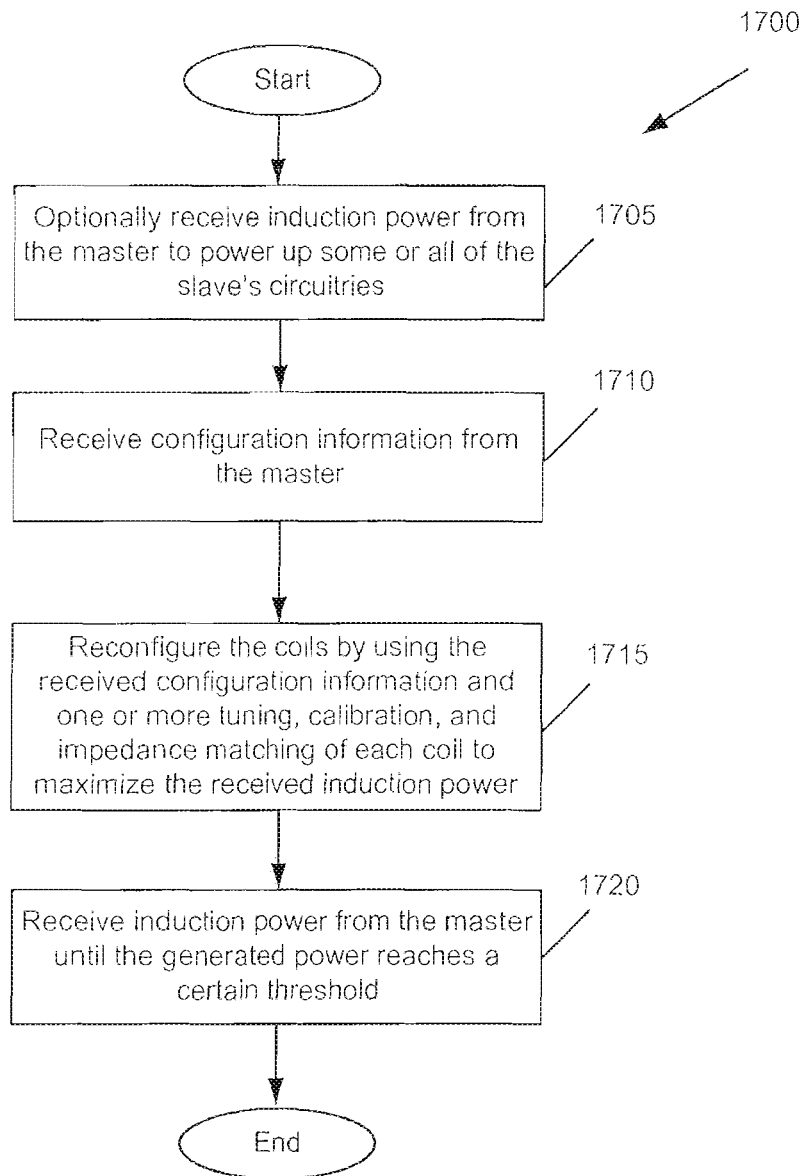 1700
Start
Optionally receive induction power from
the master to power up some or all of the
slave's circuitries
1705
Receive configuration information from
the master
1710
Reconfigure the coils by using the
received configuration information and
one or more tuning, calibration, and
impedance matching of each coil to
maximize the received induction power
1715
Receive induction power from the master
until the generated power reaches a
certain threshold
1720
End